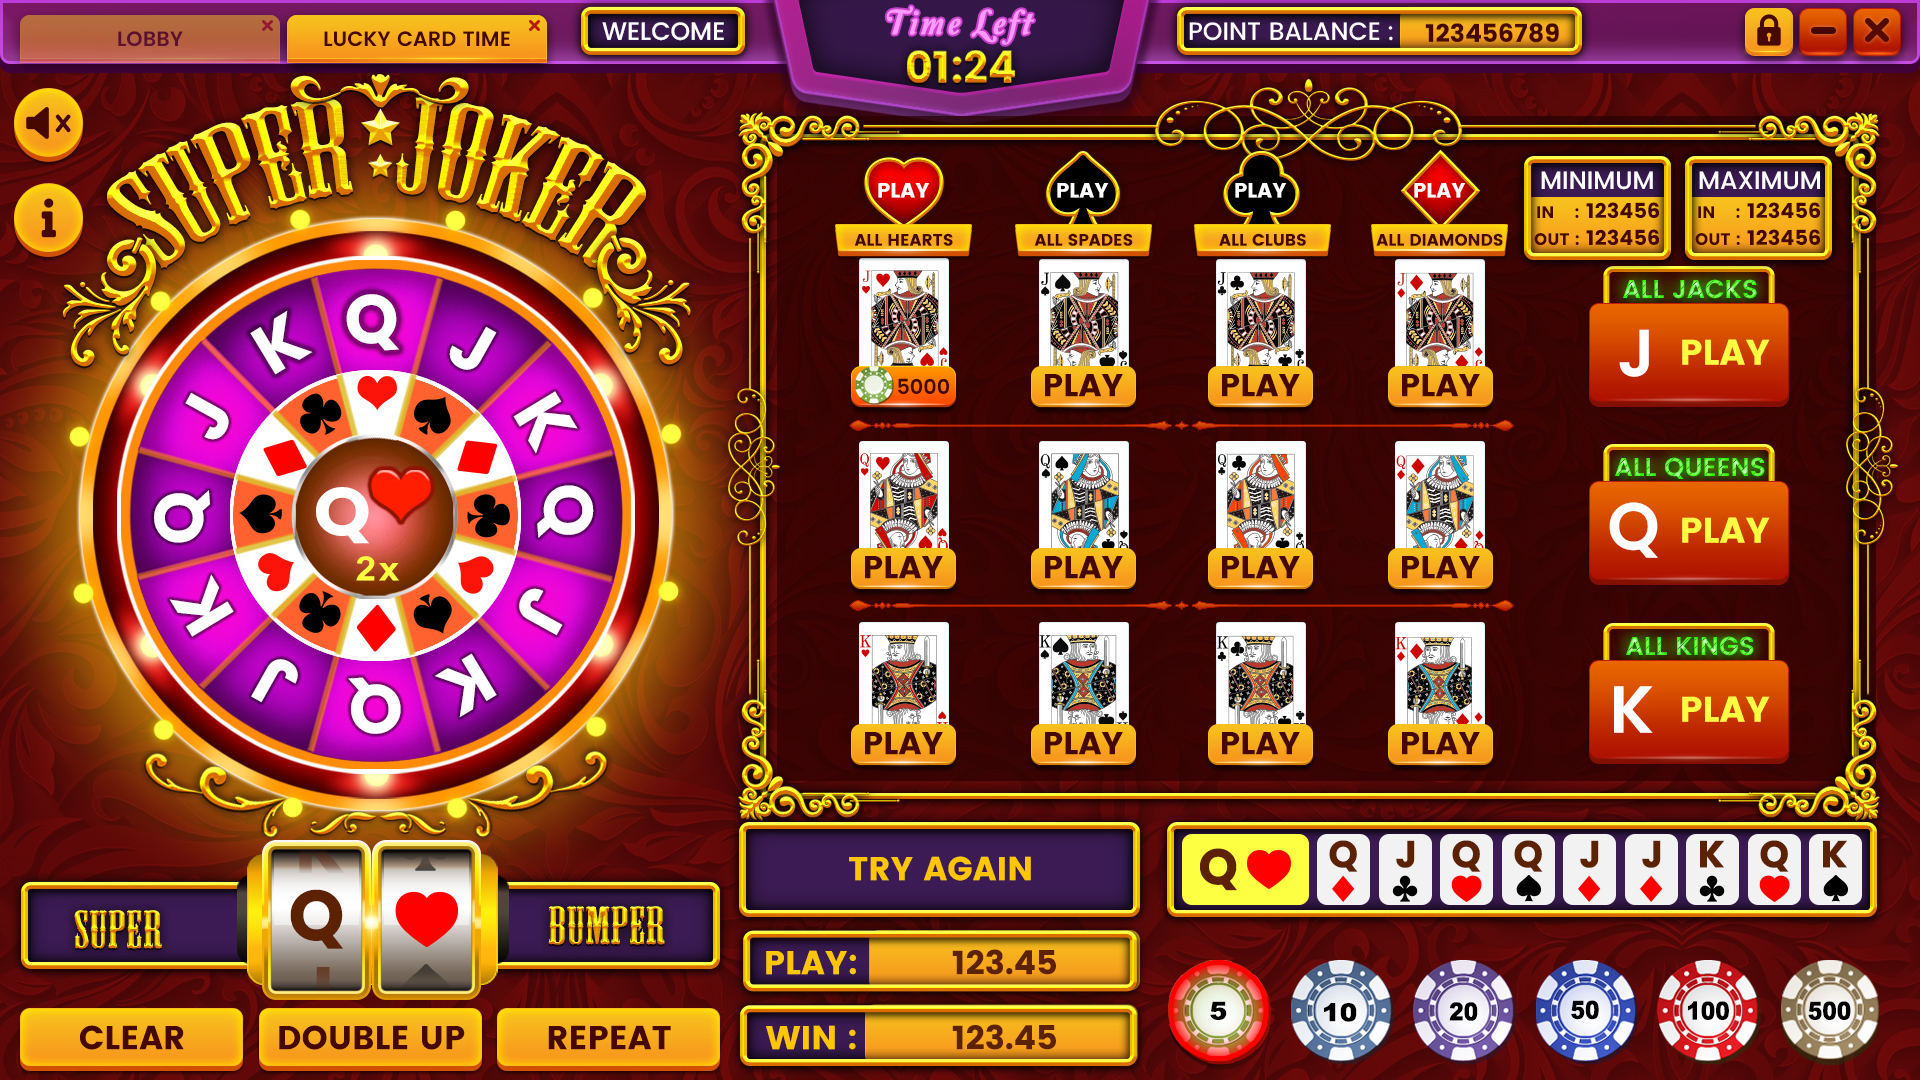 LOBBY
×
LUCKY CARD TIME
×
WELCOME
Time Left
01:24
POINT BALANCE :
123456789
SUPER JOKER
i
Q
J
K
Q
J
K
Q
J
K
Q
J
K
Q
2x
PLAY
ALL HEARTS
PLAY
ALL SPADES
PLAY
ALL CLUBS
PLAY
ALL DIAMONDS
MINIMUM
IN : 123456
OUT : 123456
MAXIMUM
IN : 123456
OUT : 123456
J
5000
J
PLAY
J
PLAY
J
PLAY
ALL JACKS
J PLAY
Q
PLAY
Q
PLAY
Q
PLAY
Q
PLAY
ALL QUEENS
Q PLAY
K
PLAY
K
PLAY
K
PLAY
K
PLAY
ALL KINGS
K PLAY
SUPER
Q
BUMPER
TRY AGAIN
Q Q J Q Q J J K Q K
PLAY: 123.45
WIN : 123.45
CLEAR
DOUBLE UP
REPEAT
5
10
20
50
100
500